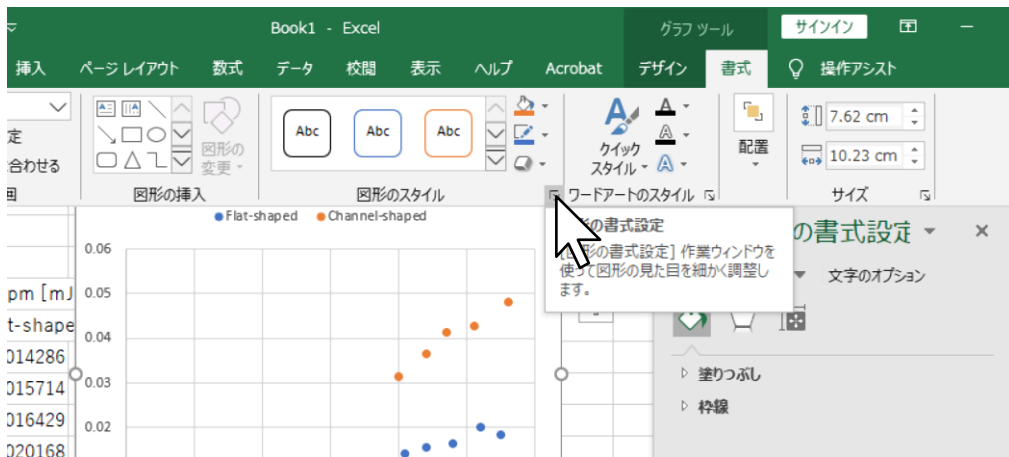 Book1 - Excel
グラフ ツール
サインイン
挿入 ページ レイアウト 数式 データ 校閲 表示 ヘルプ Acrobat デザイン 書式 操作アシスト
定
合わせる
図形の
変更
図形の挿入
Abc Abc Abc
図形のスタイル
クイック
スタイル
ワードアートのスタイル
配置
7.62 cm
10.23 cm
サイズ
Flat-shaped Channel-shaped
の書式設定
[図形の書式設定] 作業ウィンドウを
使って図形の見た目を細かく調整し
ます。
の書式設定
文字のオプション
塗りつぶし
枠線
0.06
0.05
0.04
0.03
0.02
pm [mJ
t-shape
014286
015714
016429
020168